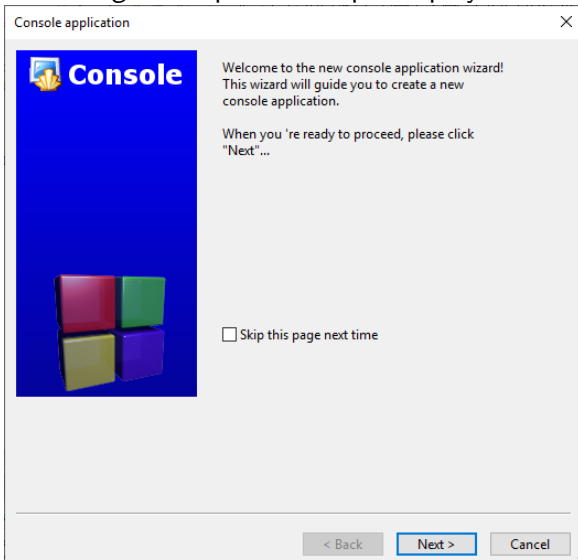 Console application
Console
Welcome to the new console application wizard!
This wizard will guide you to create a new
console application.
When you 're ready to proceed, please click
"Next"...
Skip this page next time
< Back
Next >
Cancel